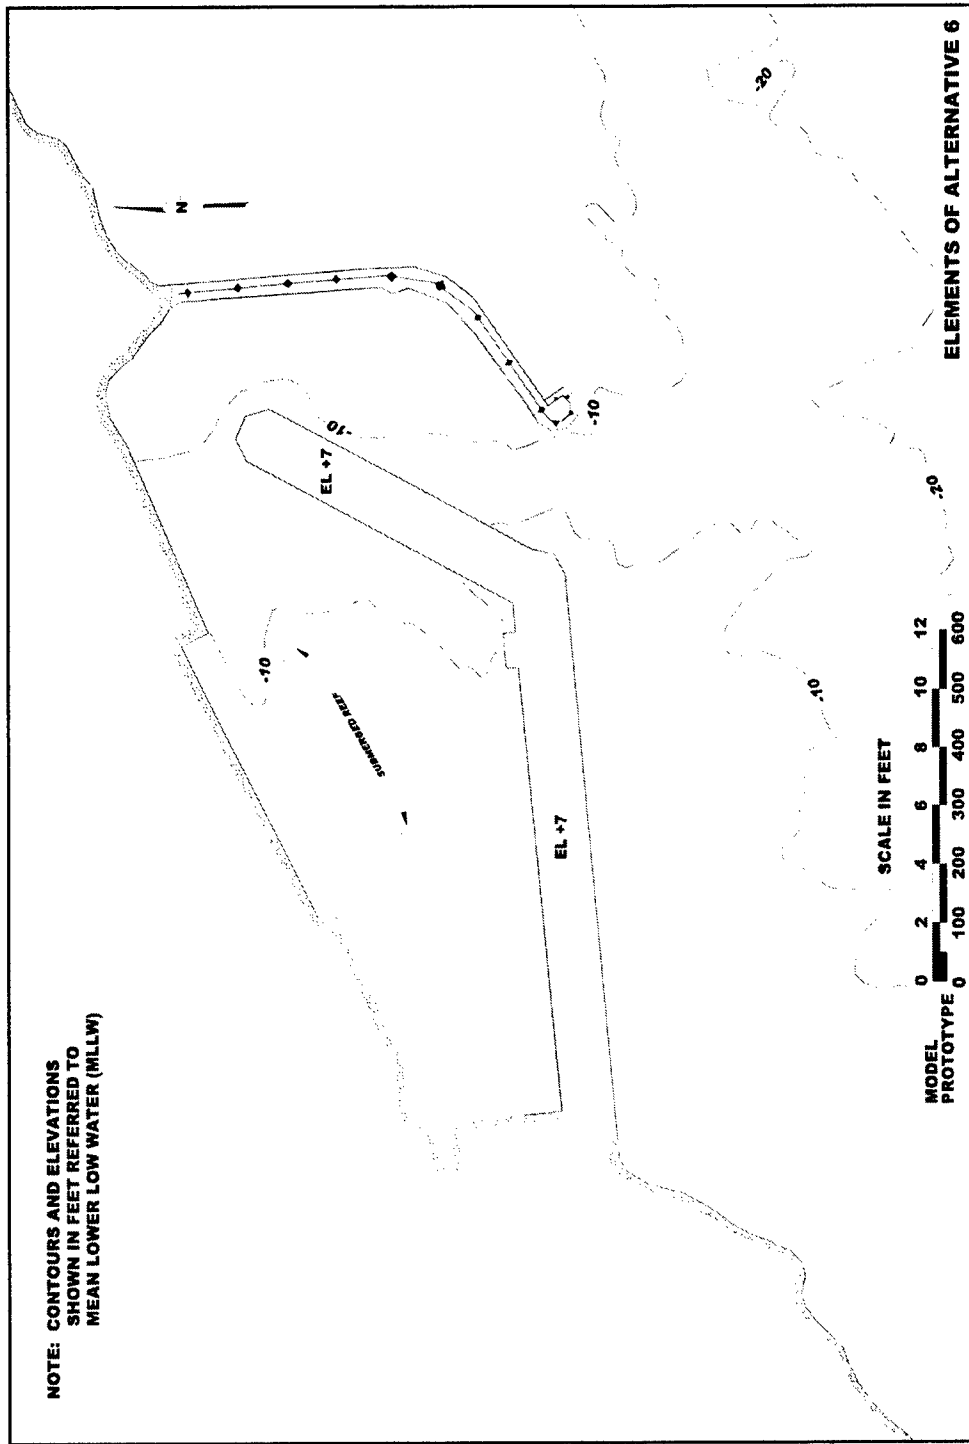 NOTE: CONTOURS AND ELEVATIONS
SHOWN IN FEET REFERRED TO
MEAN LOWER LOW WATER (MLLW)
N
-10
EL +7
-10
SUBMERGED REEF
EL +7
-10
-10
-20
-20
SCALE IN FEET
MODEL 0 2 4 6 8 10 12
PROTOTYPE 0 100 200 300 400 500 600
ELEMENTS OF ALTERNATIVE 6